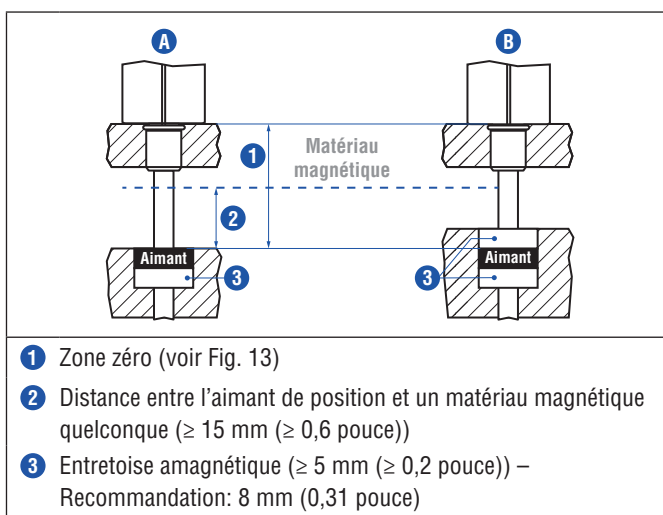 A B
1 Matériau
magnétique
2
Aimant Aimant
3 3
1 Zone zéro (voir Fig. 13)
2 Distance entre l’aimant de position et un matériau magnétique
quelconque (≥ 15 mm (≥ 0,6 pouce))
3 Entretoise amagnétique (≥ 5 mm (≥ 0,2 pouce)) –
Recommandation: 8 mm (0,31 pouce)